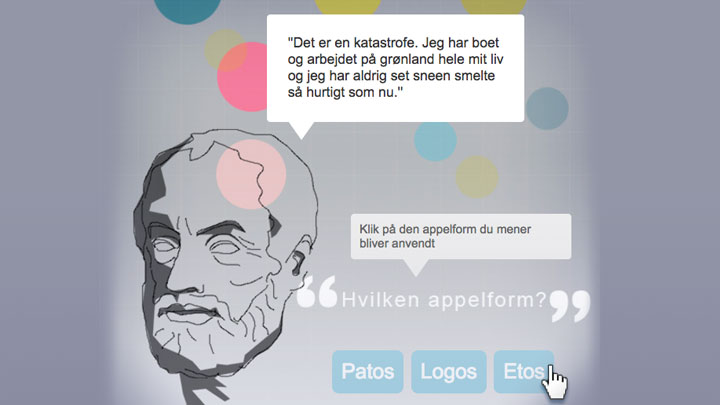 "Det er en katastrofe. Jeg har boet
og arbejdet på grønland hele mit liv
og jeg har aldrig set sneen smelte
så hurtigt som nu."
Klik på den appelform du mener
bliver anvendt
“Hvilken appelform?”
Patos Logos Etos